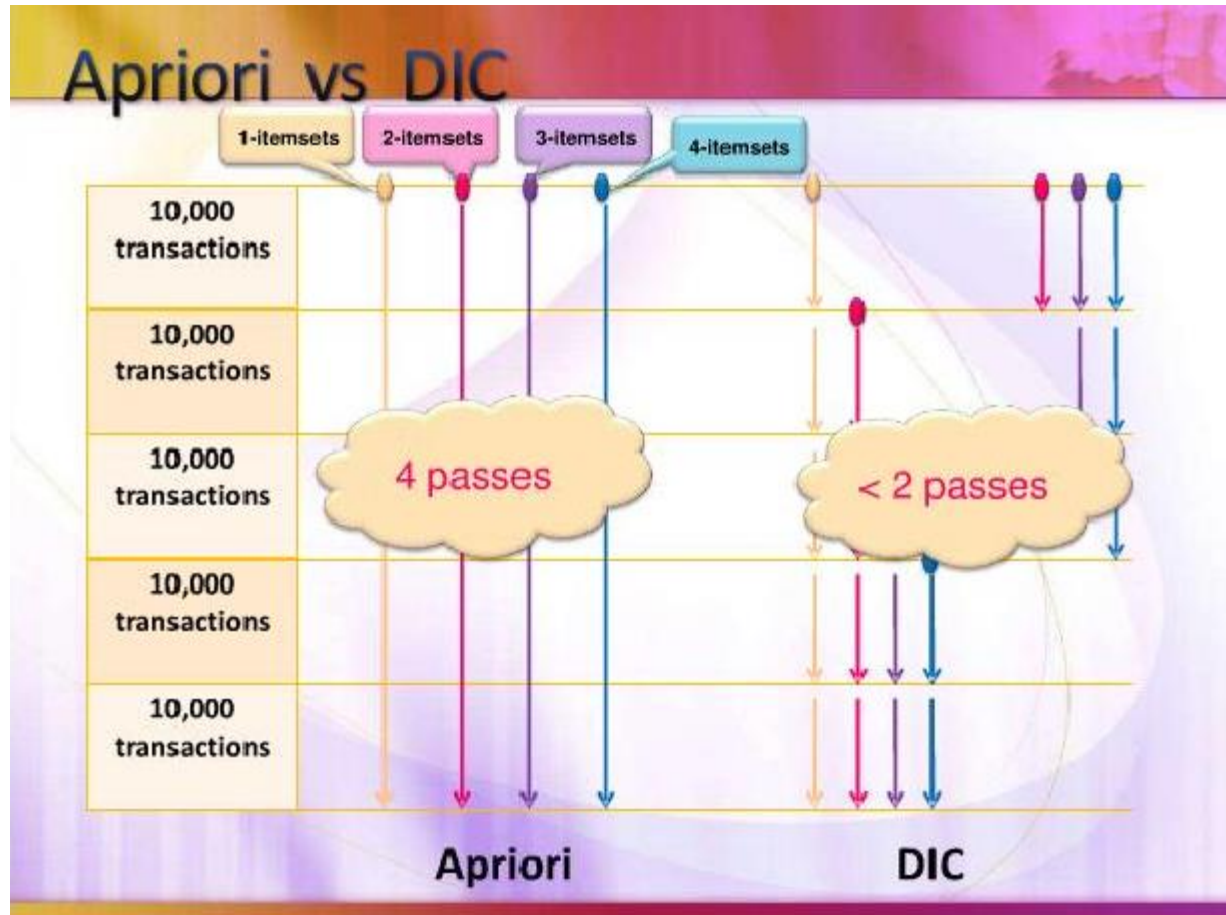 Apriori vs DIC
1-itemsets
2-itemsets
3-itemsets
4-itemsets
10,000
transactions
10,000
transactions
10,000
transactions
10,000
transactions
10,000
transactions
4 passes
< 2 passes
Apriori
DIC